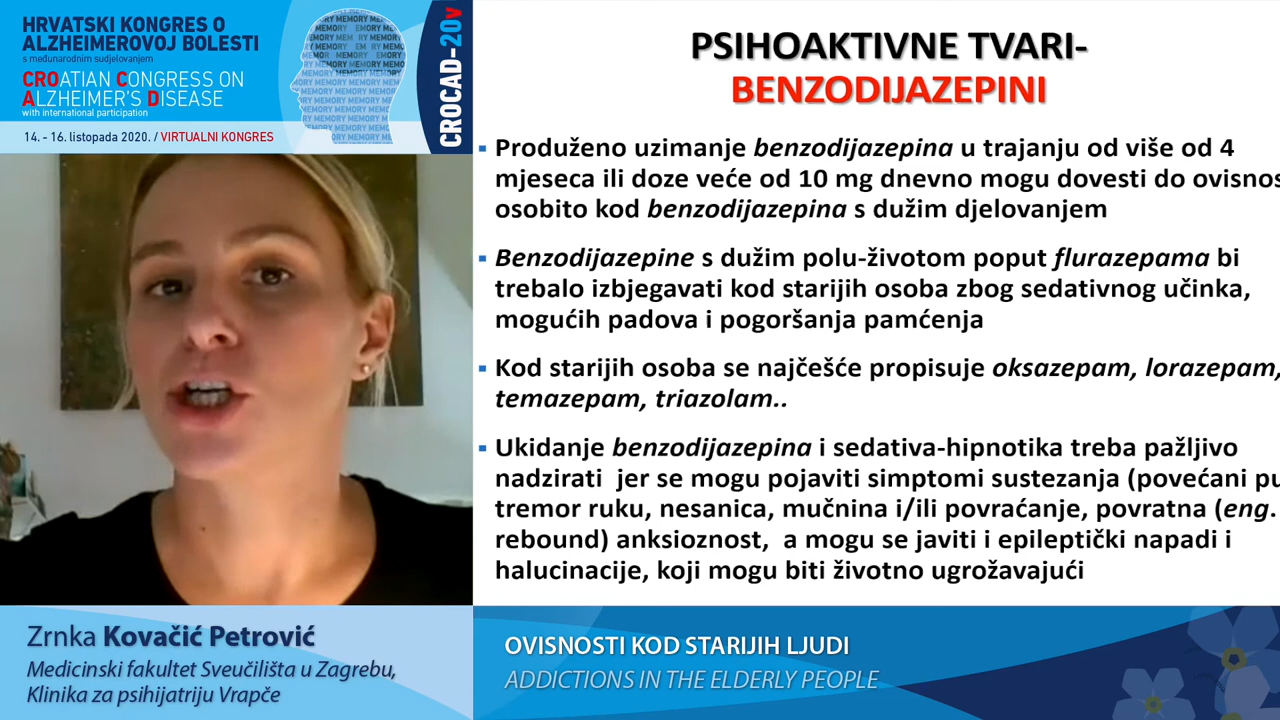 HRVATSKI KONGRES O
ALZHEIMEROVOJ BOLESTI
s međunarodnim sudjelovanjem
CROATIAN CONGRESS ON
ALZHEIMER'S DISEASE
with international participation
14. - 16. listopada 2020. / VIRTUALNI KONGRES
CROCAD-20v
PSIHOAKTIVNE TVARI-
BENZODIJAZEPINI
▪ Produženo uzimanje benzodijazepina u trajanju od više od 4
mjeseca ili doze veće od 10 mg dnevno mogu dovesti do
osobito kod benzodijazepina s dužim djelovanjem
▪ Benzodijazepine s dužim polu-životom poput flurazepama bi
trebalo izbjegavati kod starijih osoba zbog sedativnog učinka,
mogućih padova i pogoršanja pamćenja
▪ Kod starijih osoba se najčešće propisuje oksazepam, lorazepam,
temazepam, triazolam..
▪ Ukidanje benzodijazepina i sedativa-hipnotika treba pažljivo
nadzirati jer se mogu pojaviti simptomi sustezanja (povećani
tremor ruku, nesanica, mučnina i/ili povraćanje, povratna (eng.
rebound) anksioznost, a mogu se javiti i epileptički napadi i
halucinacije, koji mogu biti životno ugrožavajući
Zrnka Kovačić Petrović
Medicinski fakultet Sveučilišta u Zagrebu,
Klinika za psihijatriju Vrapče
OVISNOSTI KOD STARIJIH LJUDI
ADDICTIONS IN THE ELDERLY PEOPLE